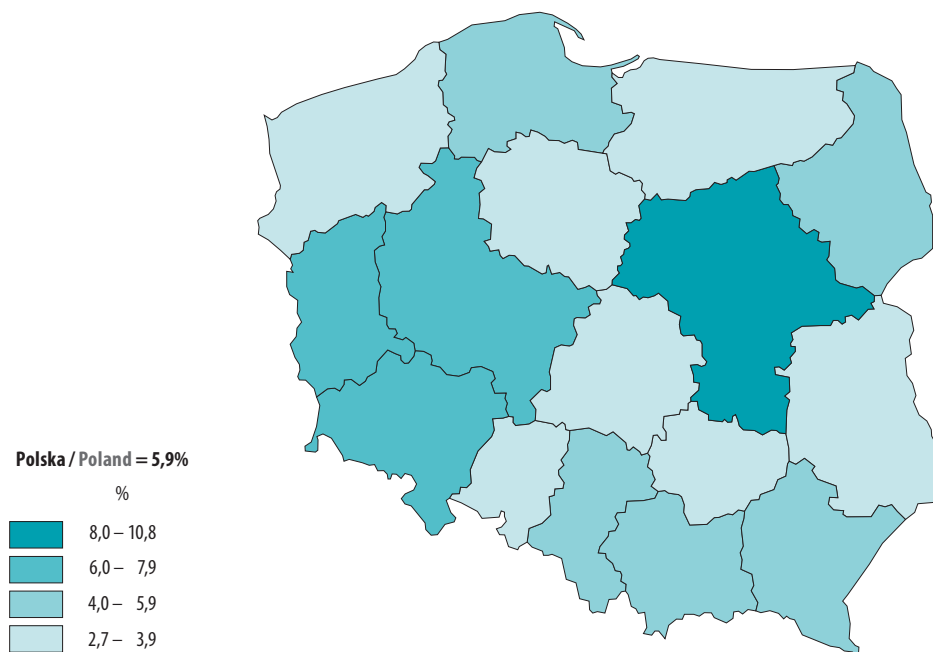 Polska / Poland = 5,9%
%
8,0 – 10,8
6,0 – 7,9
4,0 – 5,9
2,7 – 3,9